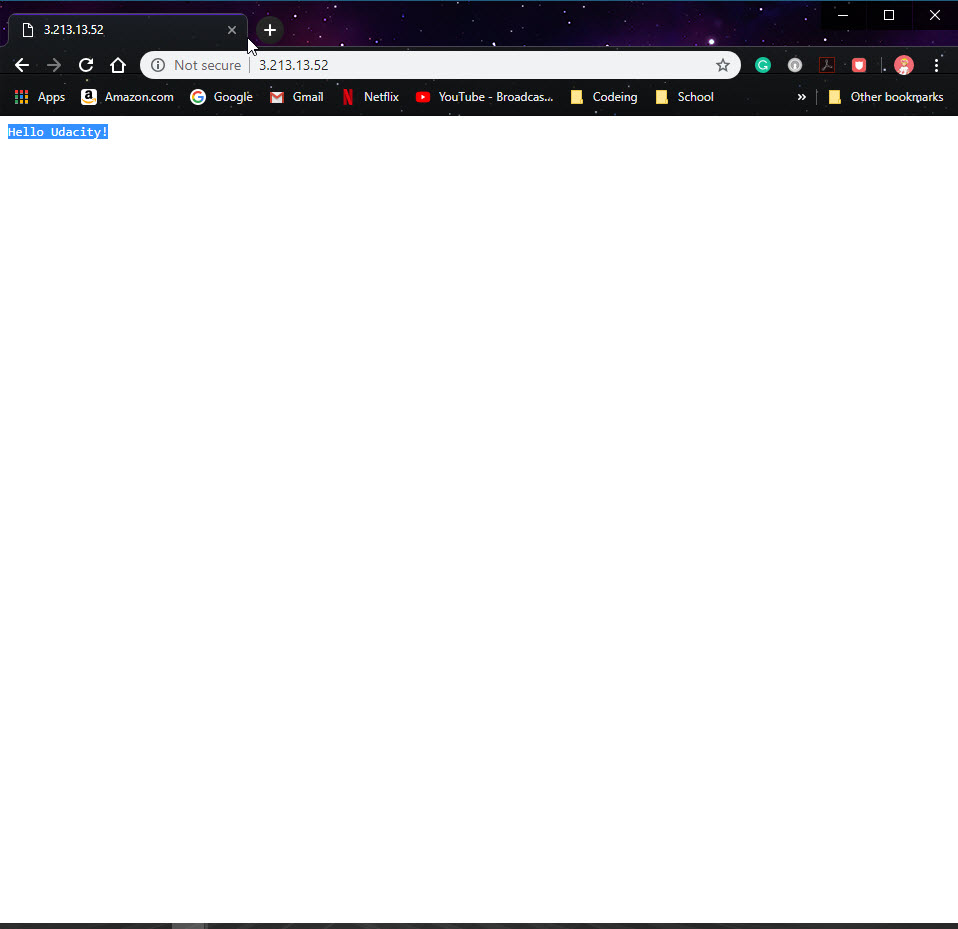 3.213.13.52
Not secure | 3.213.13.52
Apps Amazon.com Google Gmail Netflix YouTube - Broadcas... Codeing School » Other bookmarks
Hello Udacity!